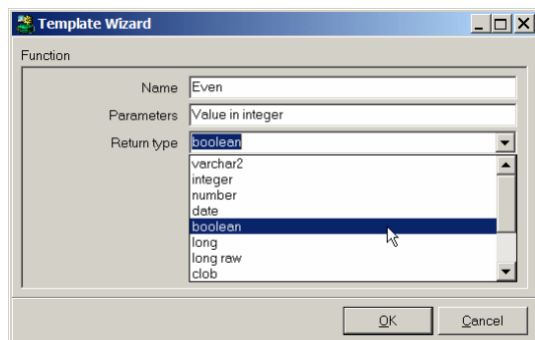 Template Wizard
Function
Name Even
Parameters Value in integer
Return type boolean
varchar2
integer
number
date
boolean
long
long raw
clob
OK Cancel